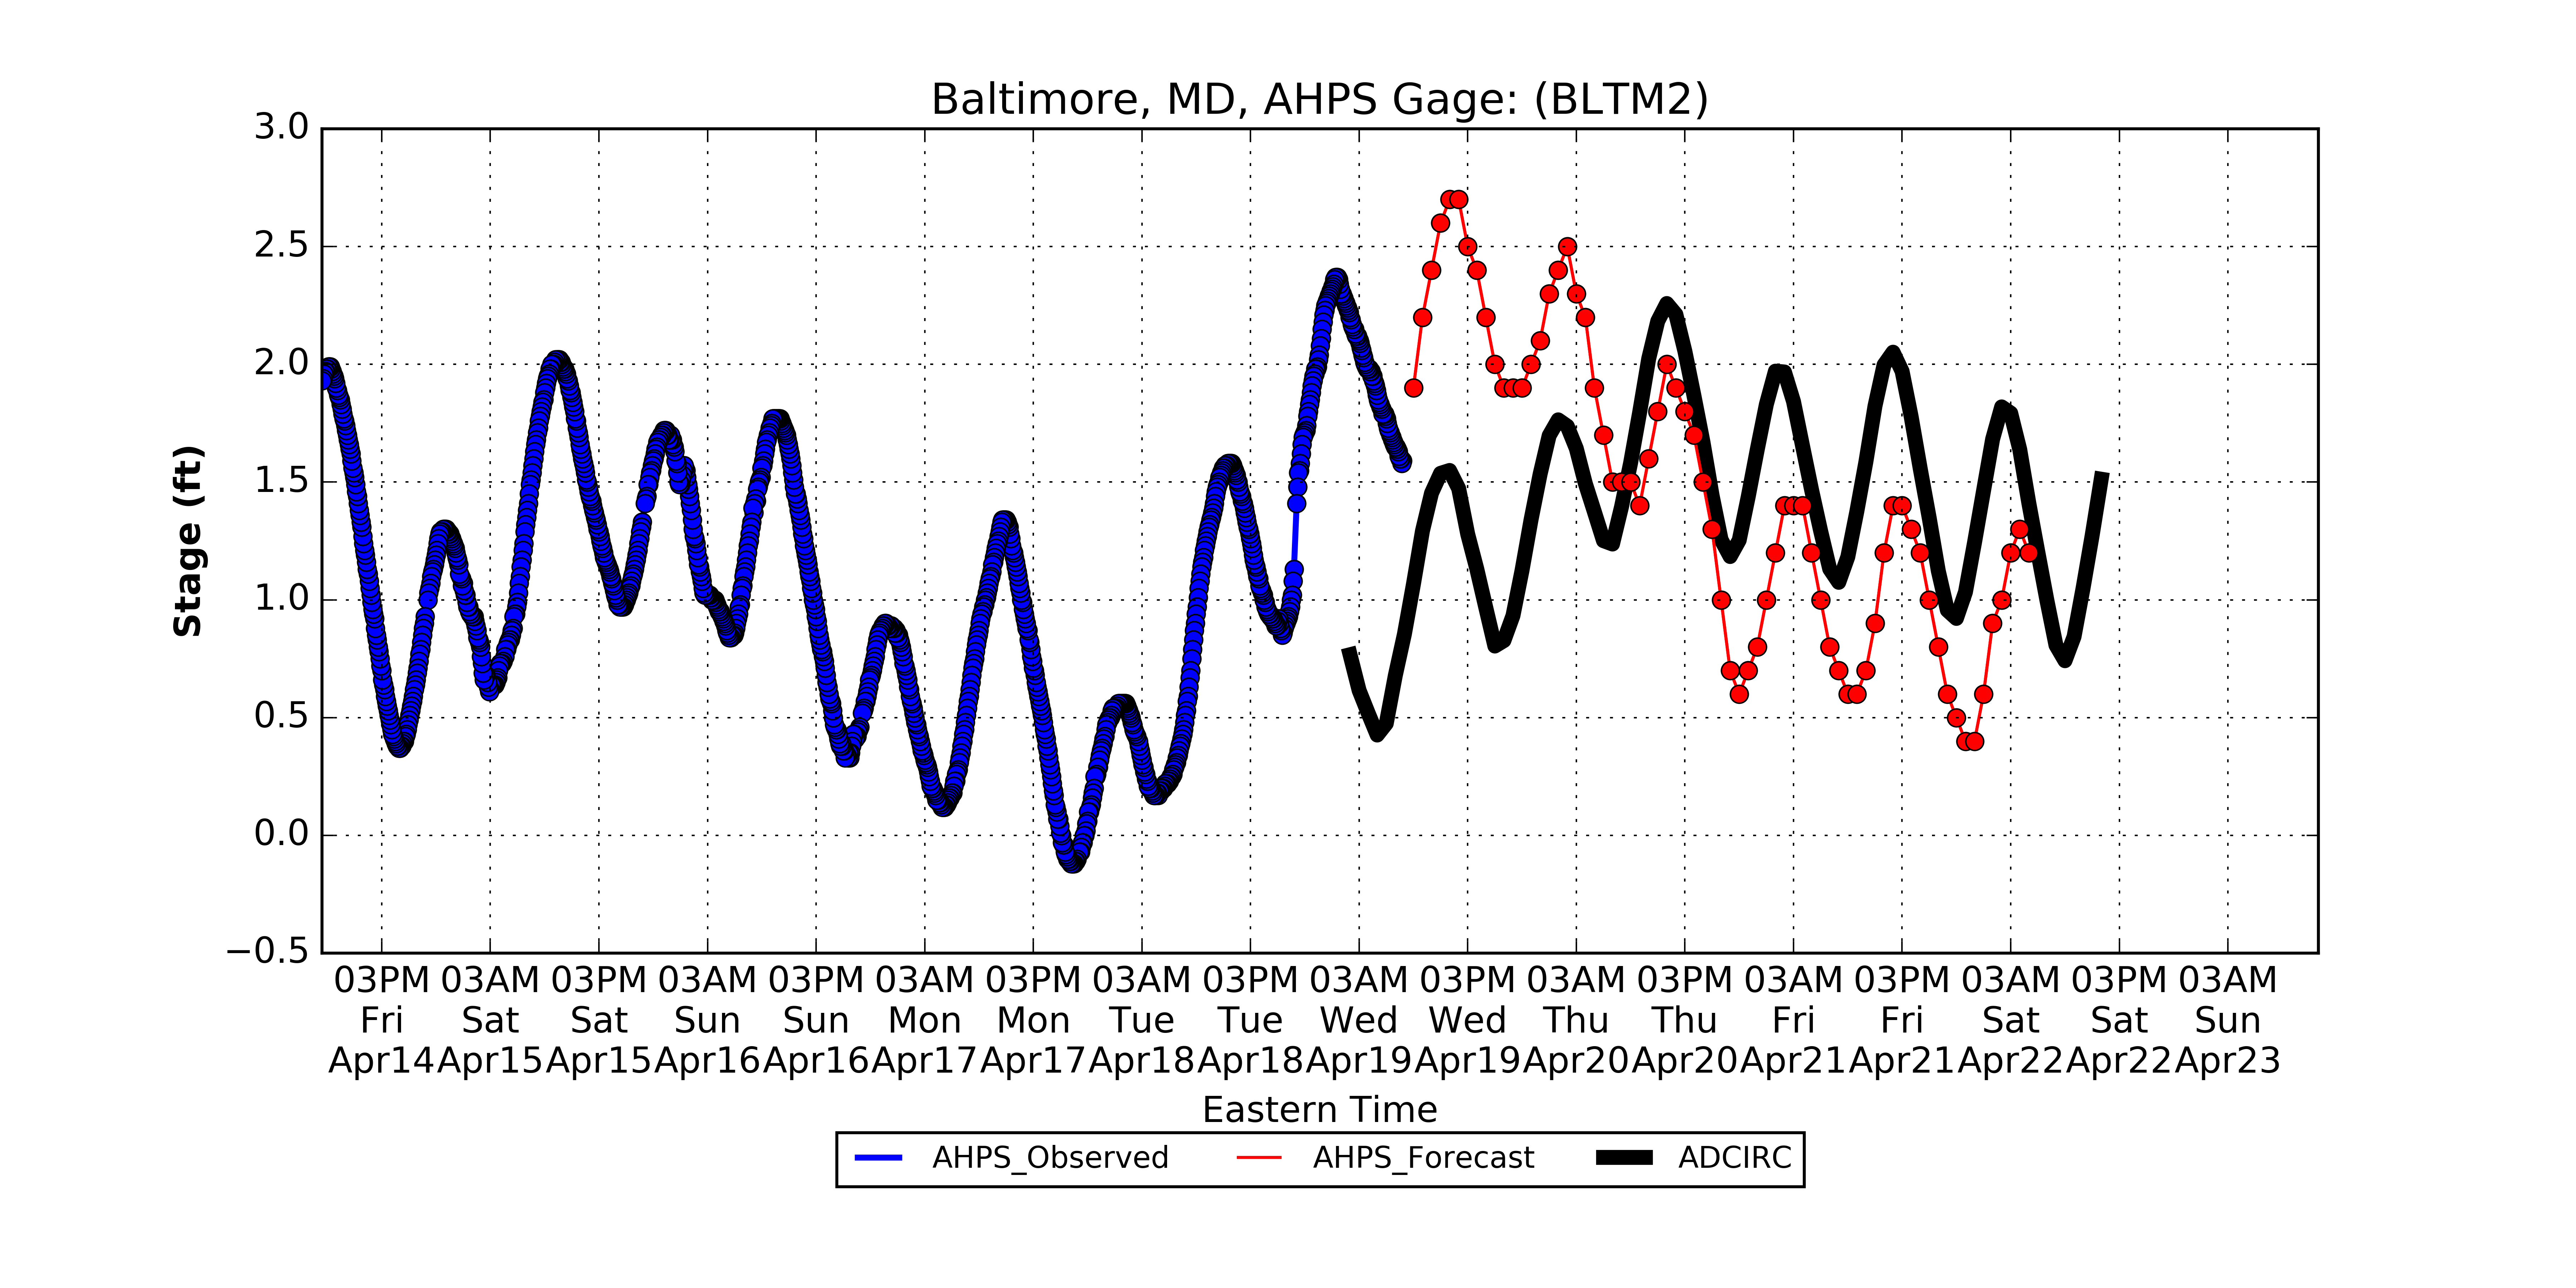 Baltimore, MD, AHPS Gage: (BLTM2)
3.0
2.5
2.0
1.5
1.0
0.5
0.0
−0.5
Stage (ft)
03PM 03AM 03PM 03AM 03PM 03AM 03PM 03AM 03PM 03AM 03PM 03AM 03PM 03AM 03PM 03AM 03PM 03AM
Fri Sat Sat Sun Sun Mon Mon Tue Tue Wed Wed Thu Thu Fri Fri Sat Sat Sun
Apr14 Apr15 Apr15 Apr16 Apr16 Apr17 Apr17 Apr18 Apr18 Apr19 Apr19 Apr20 Apr20 Apr21 Apr21 Apr22 Apr22 Apr23
Eastern Time
AHPS_Observed AHPS_Forecast ADCIRC